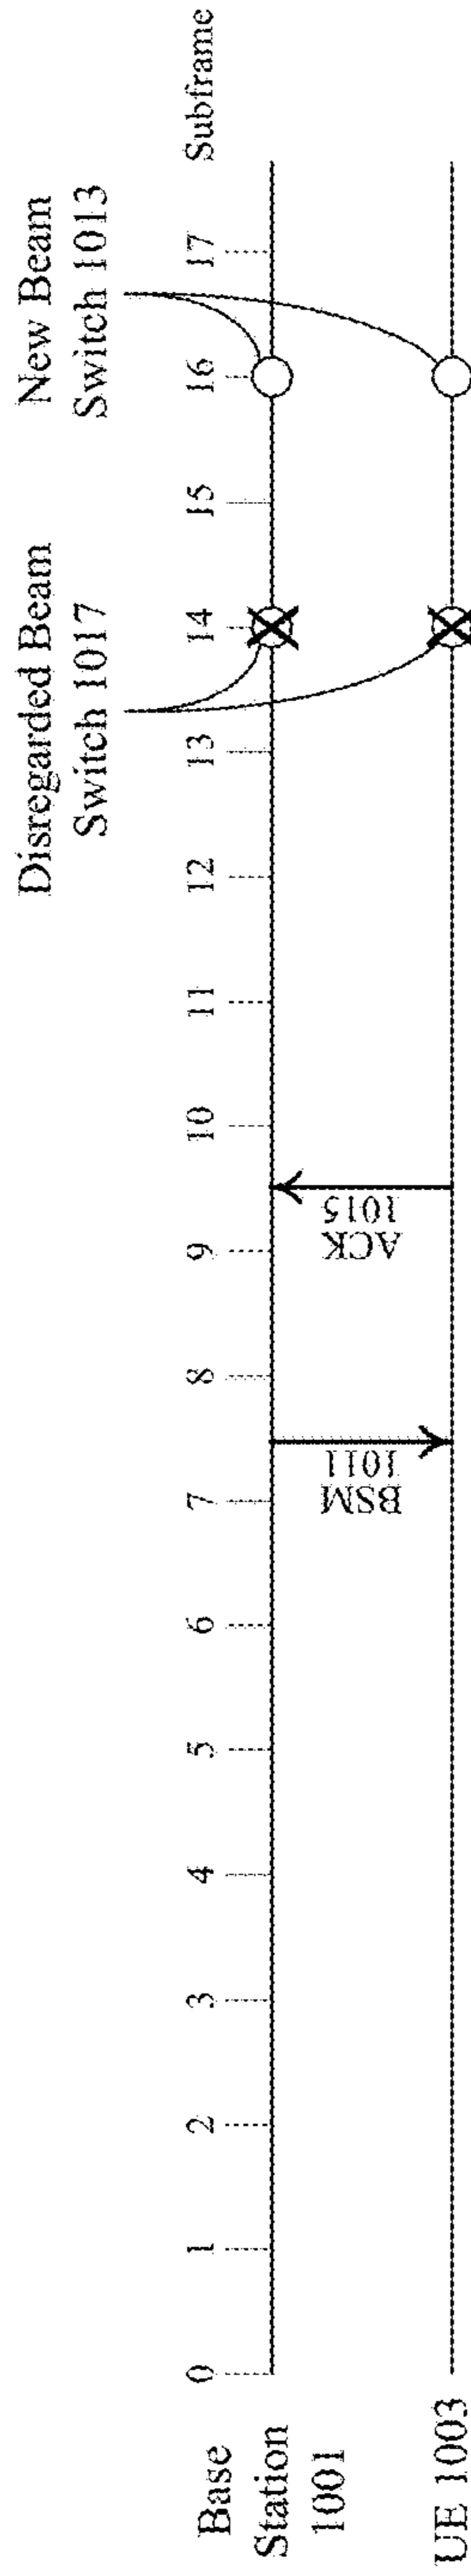 Disregarded Beam
Switch 1017
New Beam
Switch 1013
0 1 2 3 4 5 6 7 8 9 10 11 12 13 14 15 16 17 Subframe
Base
Station
1001
BSM
1011
ACK
1015
UE 1003